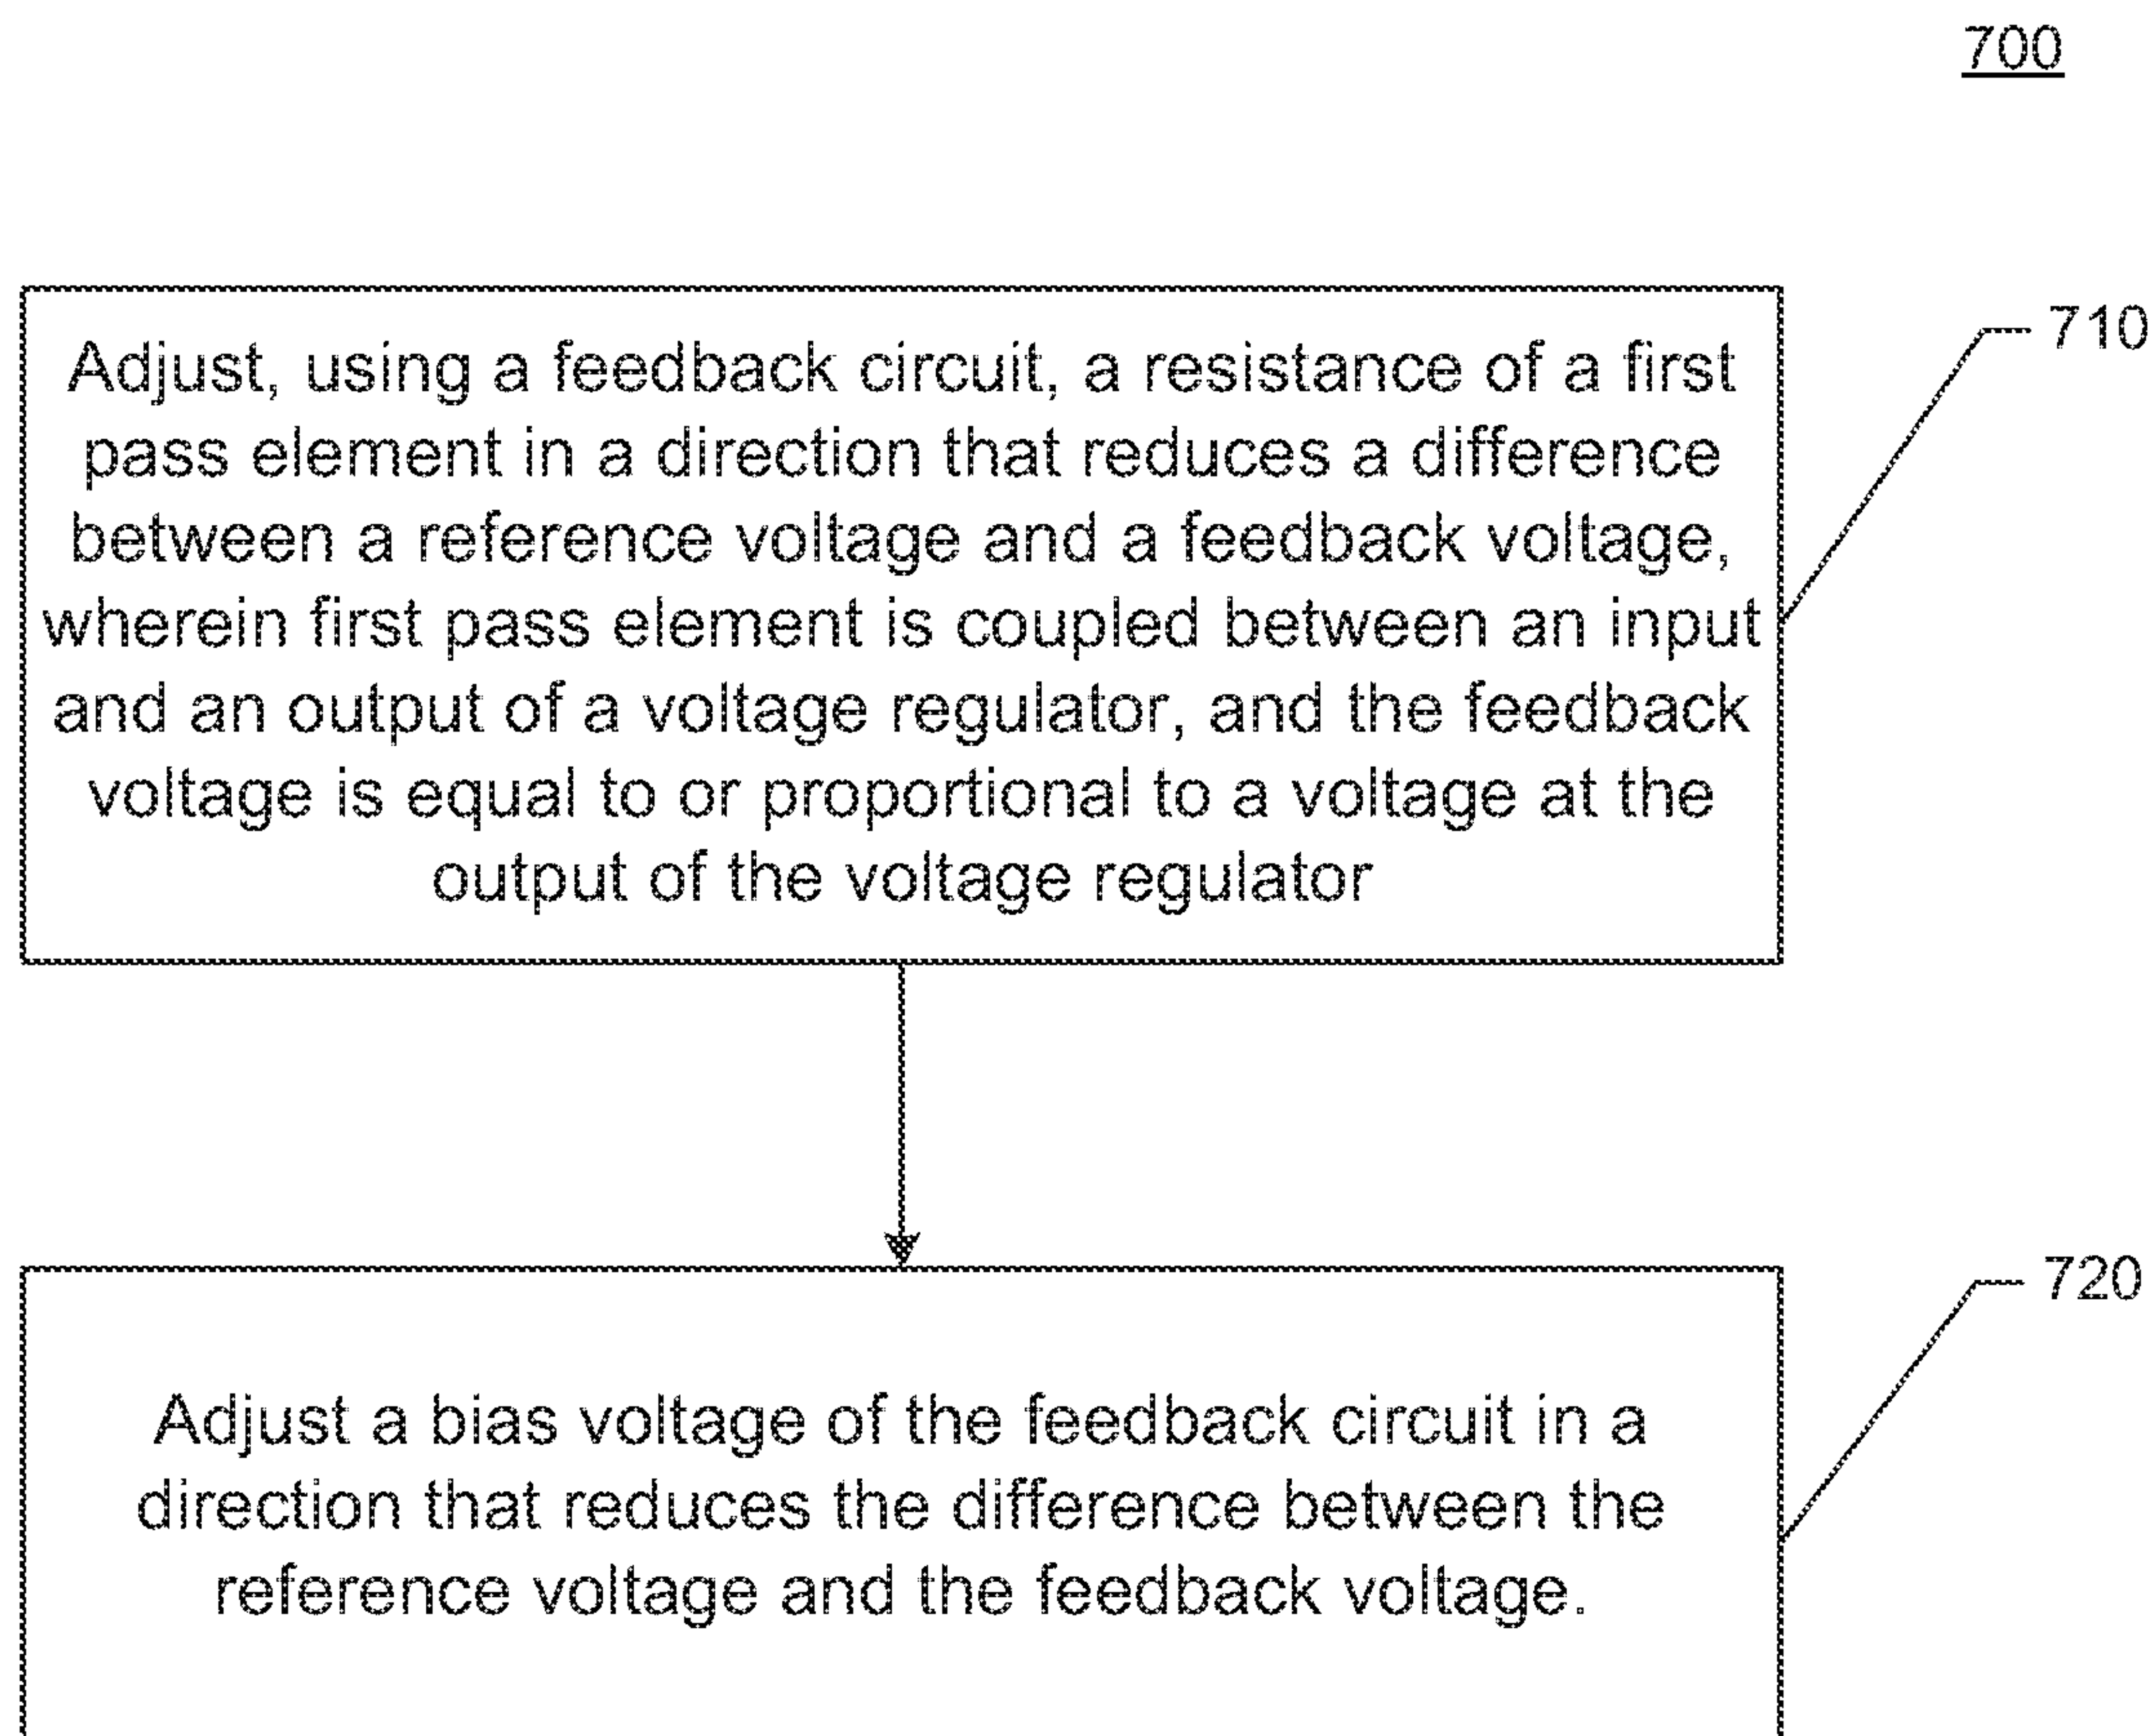 700
Adjust, using a feedback circuit, a resistance of a first
pass element in a direction that reduces a difference
between a reference voltage and a feedback voltage,
wherein first pass element is coupled between an input
and an output of a voltage regulator, and the feedback
voltage is equal to or proportional to a voltage at the
output of the voltage regulator
710
Adjust a bias voltage of the feedback circuit in a
direction that reduces the difference between the
reference voltage and the feedback voltage.
720